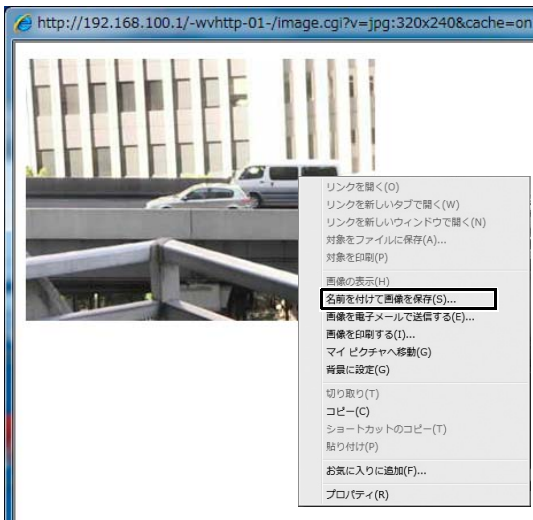 http://192.168.100.1/-wvhttp-01-/image.cgi?v=jpg:320x240&cache=on
リンクを開く(O)
リンクを新しいタブで開く(W)
リンクを新しいウィンドウで開く(N)
対象をファイルに保存(A)...
対象を印刷(P)
画像の表示(H)
名前を付けて画像を保存(S)...
画像を電子メールで送信する(E)...
画像を印刷する(I)...
マイ ピクチャへ移動(G)
背景に設定(G)
切り取り(T)
コピー(C)
ショートカットのコピー(T)
貼り付け(P)
お気に入りに追加(F)...
プロパティ(R)